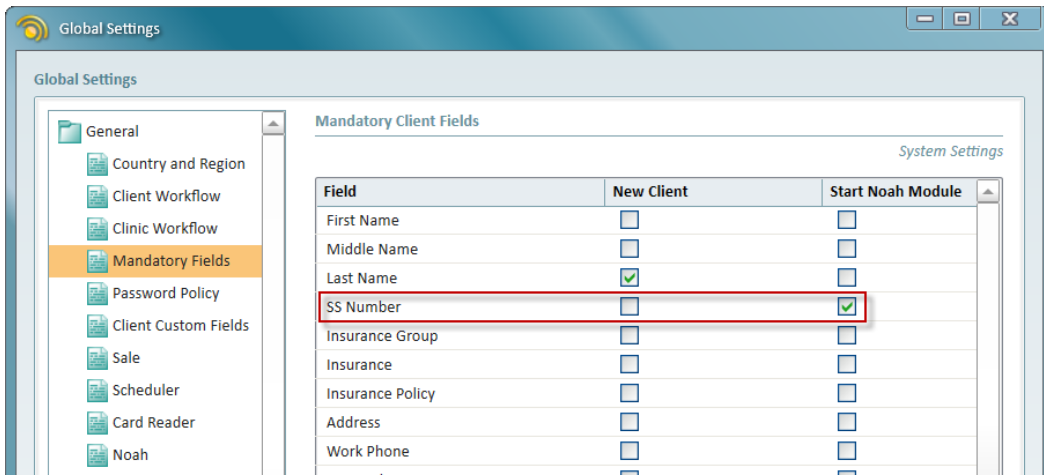 Global Settings
Global Settings
General
Country and Region
Client Workflow
Clinic Workflow
Mandatory Fields
Password Policy
Client Custom Fields
Sale
Scheduler
Card Reader
Noah
Mandatory Client Fields
System Settings
Field New Client Start Noah Module
First Name
Middle Name
Last Name
SS Number
Insurance Group
Insurance
Insurance Policy
Address
Work Phone